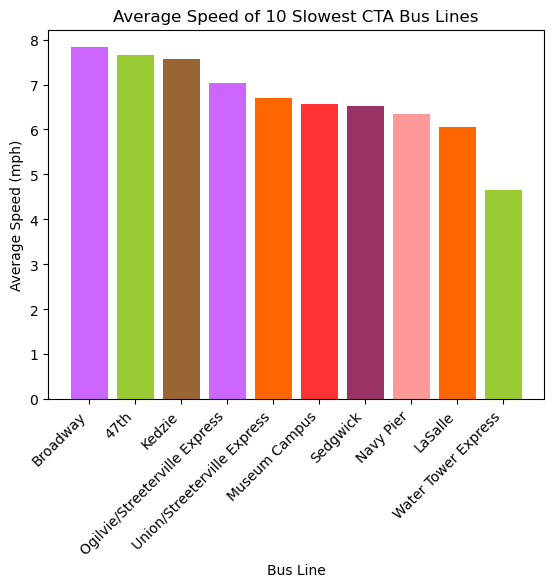 Average Speed of 10 Slowest CTA Bus Lines
Average Speed (mph)
8
7
6
5
4
3
2
1
0
Broadway
47th
Kedzie
Ogilvie/Streeterville Express
Union/Streeterville Express
Museum Campus
Sedgwick
Navy Pier
LaSalle
Water Tower Express
Bus Line